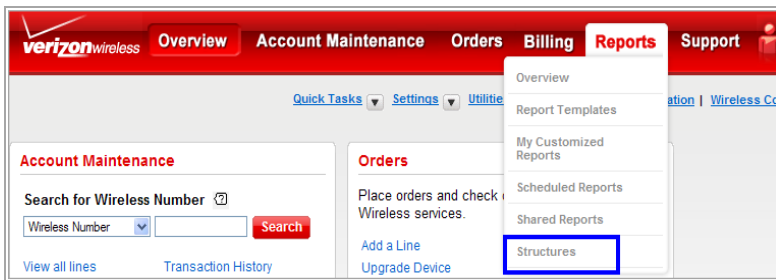 verizonwireless Overview Account Maintenance Orders Billing Reports Support
Quick Tasks Settings Utilitie ation | Wireless Co
Overview
Report Templates
My Customized
Reports
Scheduled Reports
Shared Reports
Structures
Account Maintenance
Search for Wireless Number [?]
Wireless Number Search
View all lines Transaction History
Orders
Place orders and check
Wireless services.
Add a Line
Upgrade Device